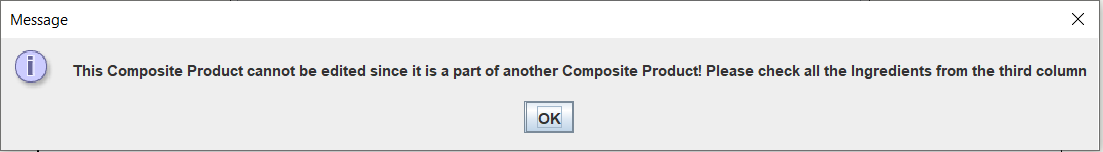 Message
This Composite Product cannot be edited since it is a part of another Composite Product! Please check all the Ingredients from the third column
OK